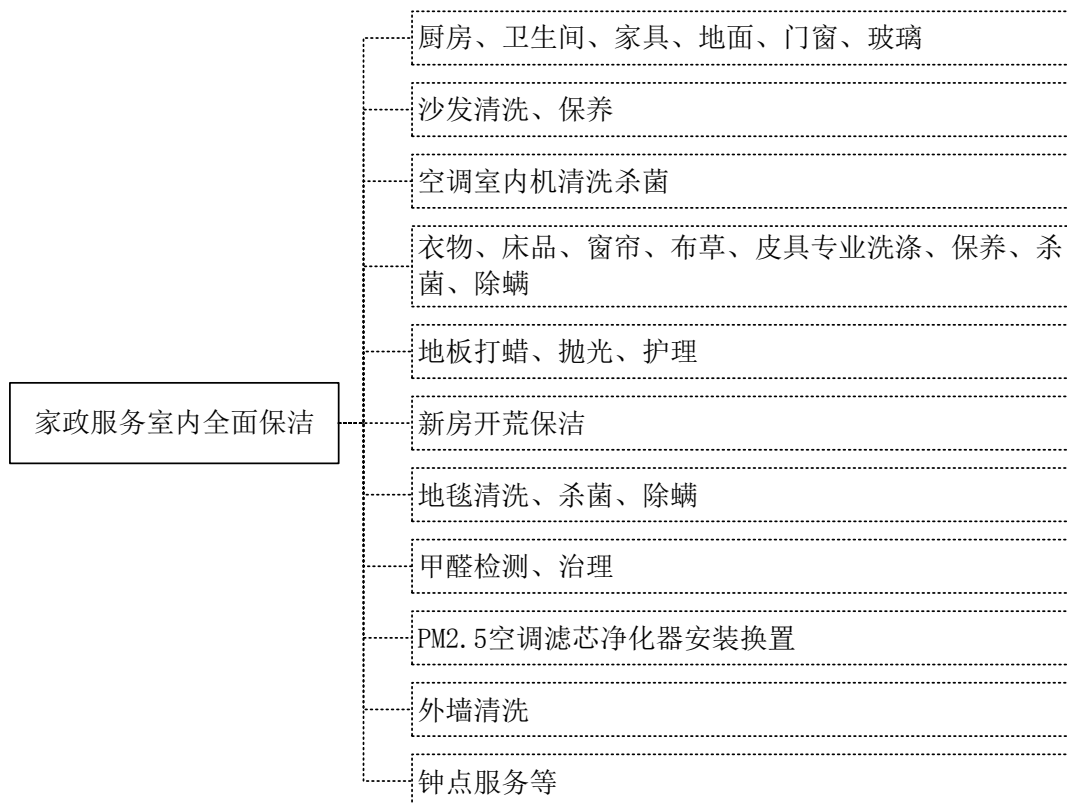 厨房、卫生间、家具、地面、门窗、玻璃
沙发清洗、保养
空调室内机清洗杀菌
衣物、床品、窗帘、布草、皮具专业洗涤、保养、杀
菌、除螨
地板打蜡、抛光、护理
家政服务室内全面保洁
新房开荒保洁
地毯清洗、杀菌、除螨
甲醛检测、治理
PM2.5空调滤芯净化器安装换置
外墙清洗
钟点服务等